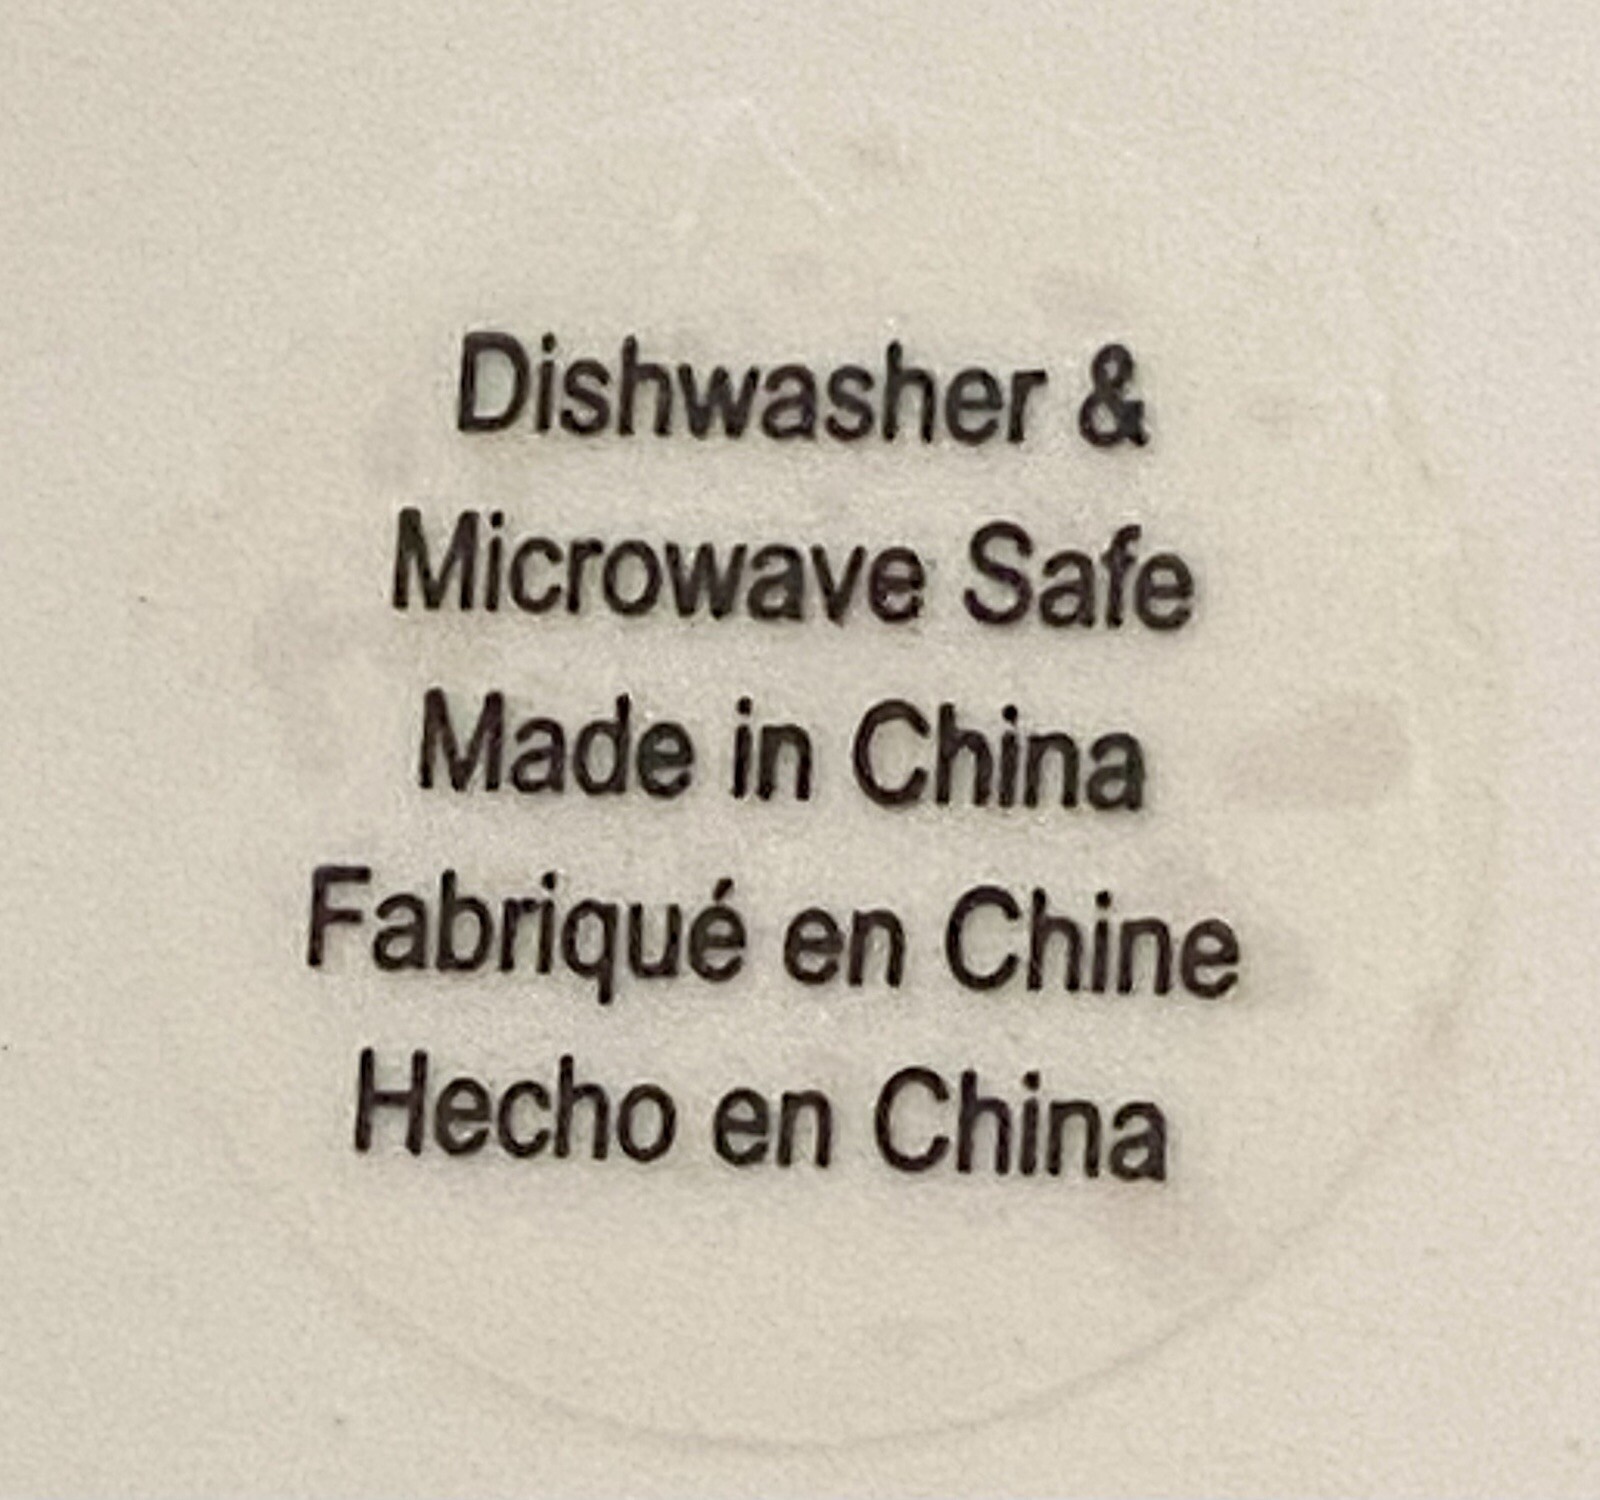 Dishwasher &
Microwave Safe
Made in China
Fabriqué en Chine
Hecho en China